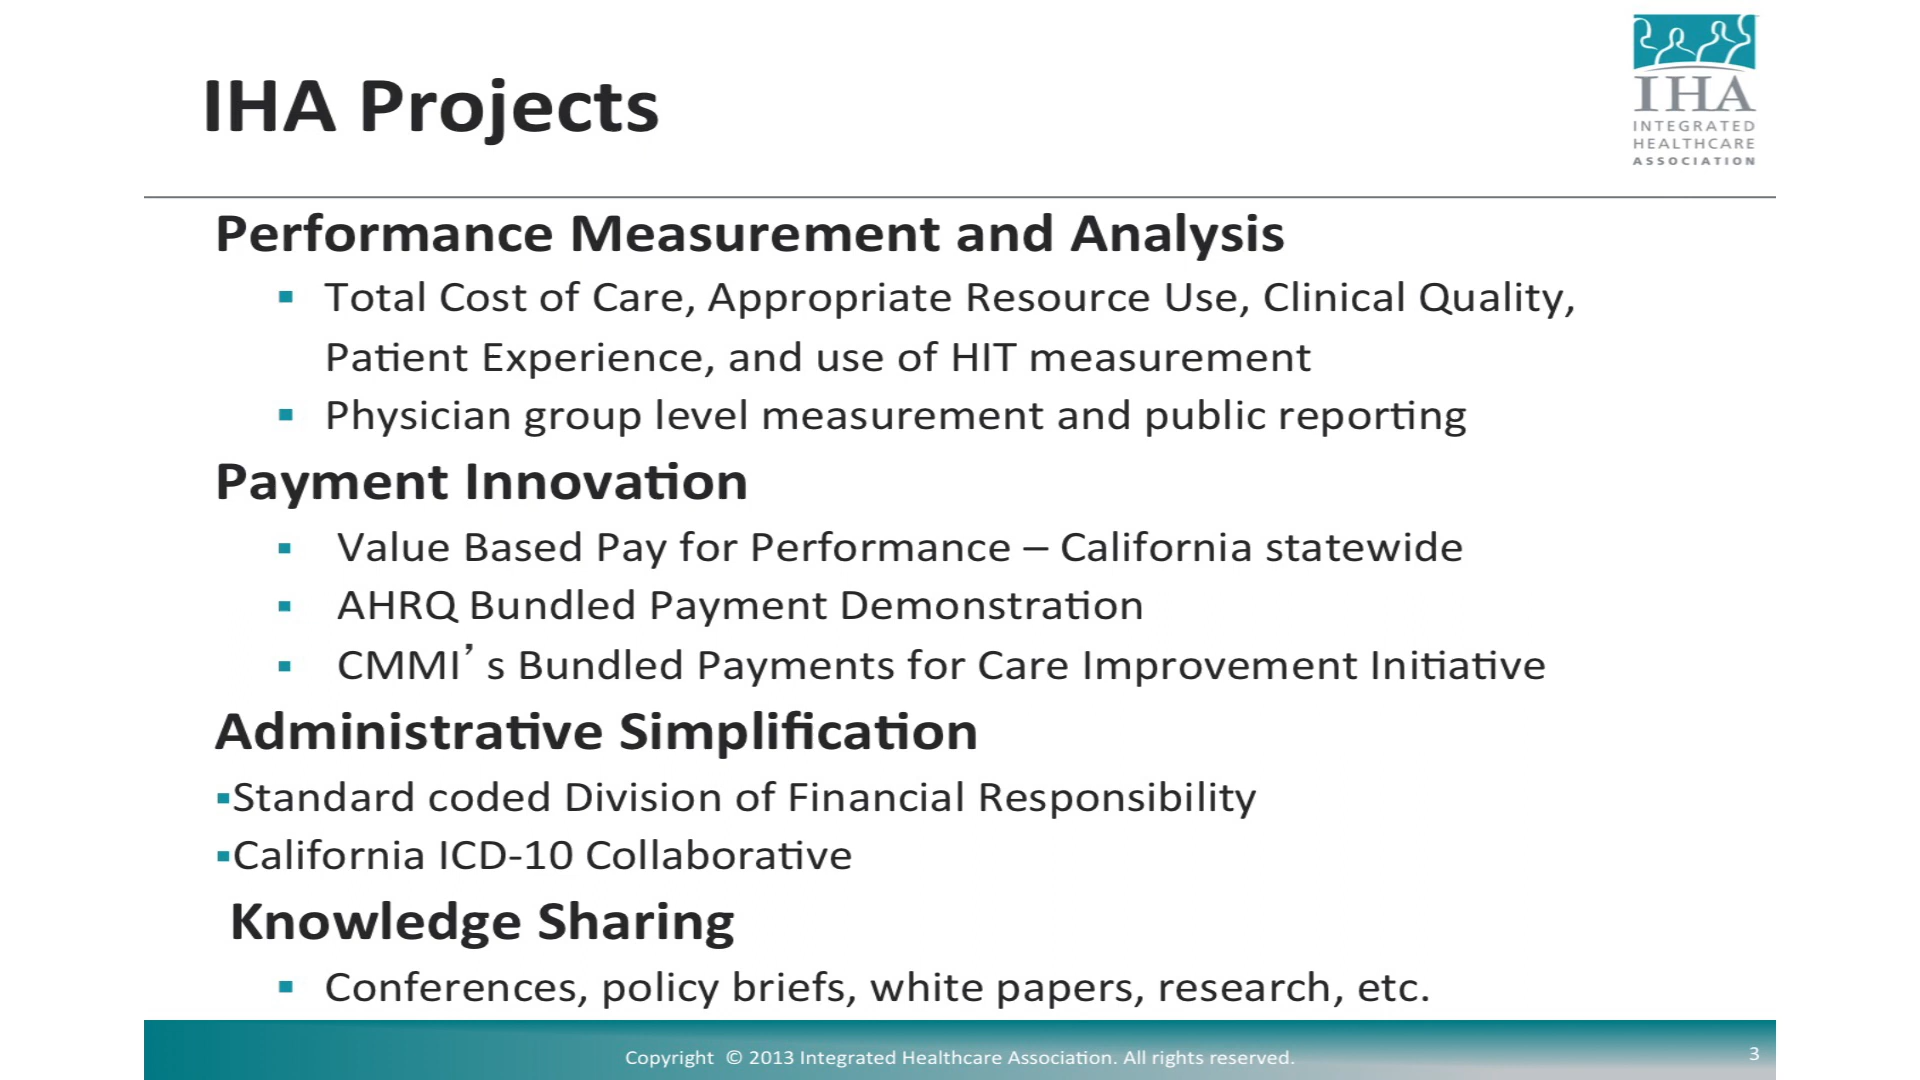 IHA Projects
IHA
INTEGRATED
HEALTHCARE
ASSOCIATION
Performance Measurement and Analysis
▪ Total Cost of Care, Appropriate Resource Use, Clinical Quality,
Patient Experience, and use of HIT measurement
▪ Physician group level measurement and public reporting
Payment Innovation
▪ Value Based Pay for Performance – California statewide
▪ AHRQ Bundled Payment Demonstration
▪ CMMI’s Bundled Payments for Care Improvement Initiative
Administrative Simplification
▪Standard coded Division of Financial Responsibility
▪California ICD-10 Collaborative
Knowledge Sharing
▪ Conferences, policy briefs, white papers, research, etc.
Copyright © 2013 Integrated Healthcare Association. All rights reserved.
3